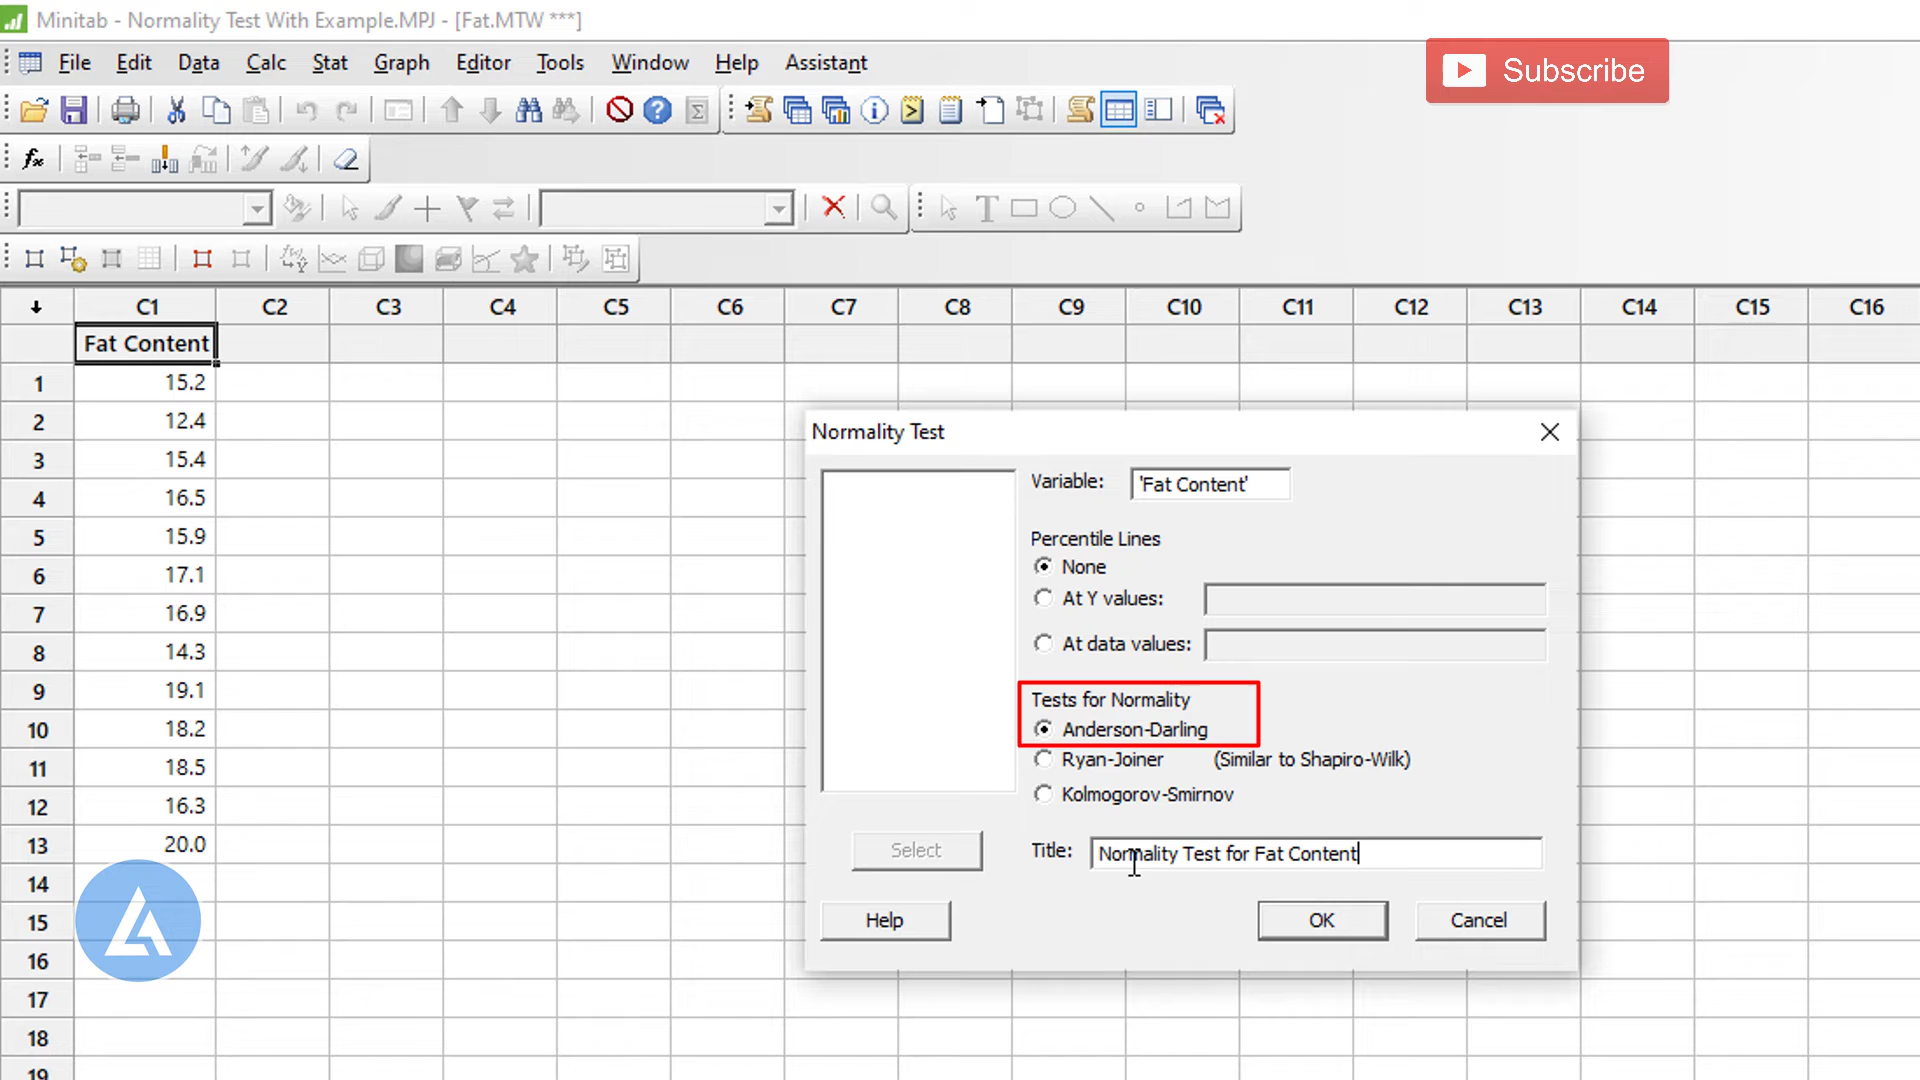 Minitab - Normality Test With Example.MPJ - [Fat.MTW ***]
File Edit Data Calc Stat Graph Editor Tools Window Help Assistant
Subscribe
C1 C2 C3 C4 C5 C6 C7 C8 C9 C10 C11 C12 C13 C14 C15 C16
Fat Content
1 15.2
2 12.4
3 15.4
4 16.5
5 15.9
6 17.1
7 16.9
8 14.3
9 19.1
10 18.2
11 18.5
12 16.3
13 20.0
14
15
16
17
18
19
Normality Test
Variable: 'Fat Content'
Percentile Lines
None
At Y values:
At data values:
Tests for Normality
Anderson-Darling
Ryan-Joiner (Similar to Shapiro-Wilk)
Kolmogorov-Smirnov
Select
Title: Normality Test for Fat Content
Help OK Cancel